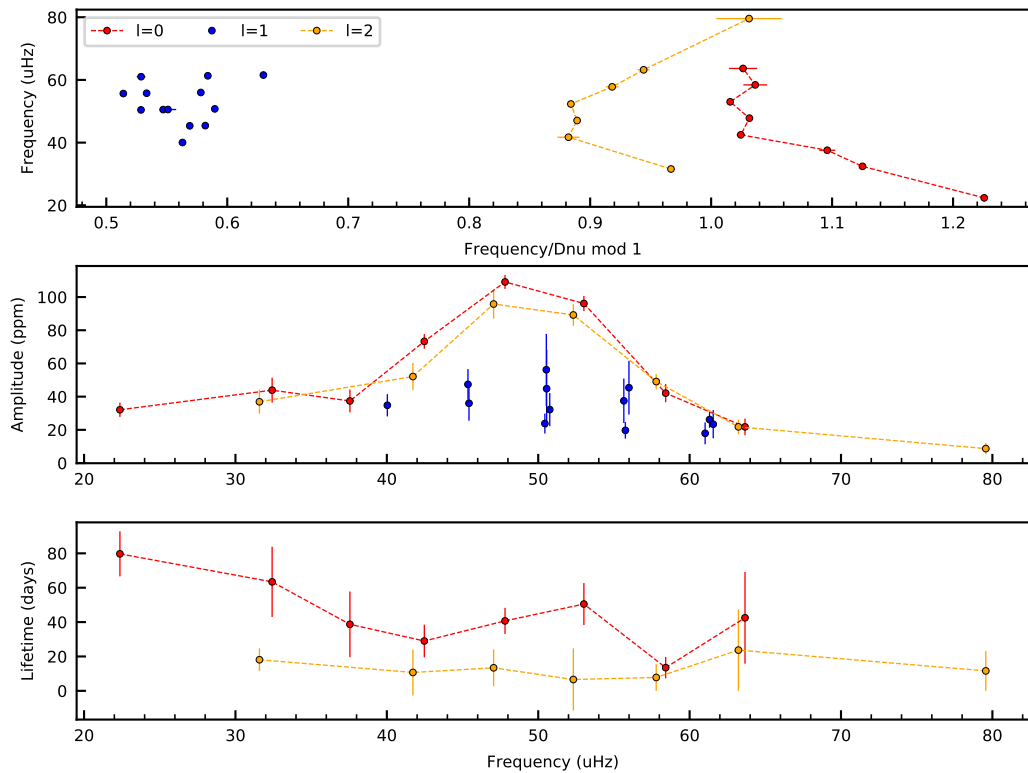 80
60
40
20
Frequency (uHz)
l=0 l=1 l=2
0.5 0.6 0.7 0.8 0.9 1.0 1.1 1.2
Frequency/Dnu mod 1
100
80
60
40
20
0
Amplitude (ppm)
20 30 40 50 60 70 80
80
60
40
20
0
Lifetime (days)
20 30 40 50 60 70 80
Frequency (uHz)